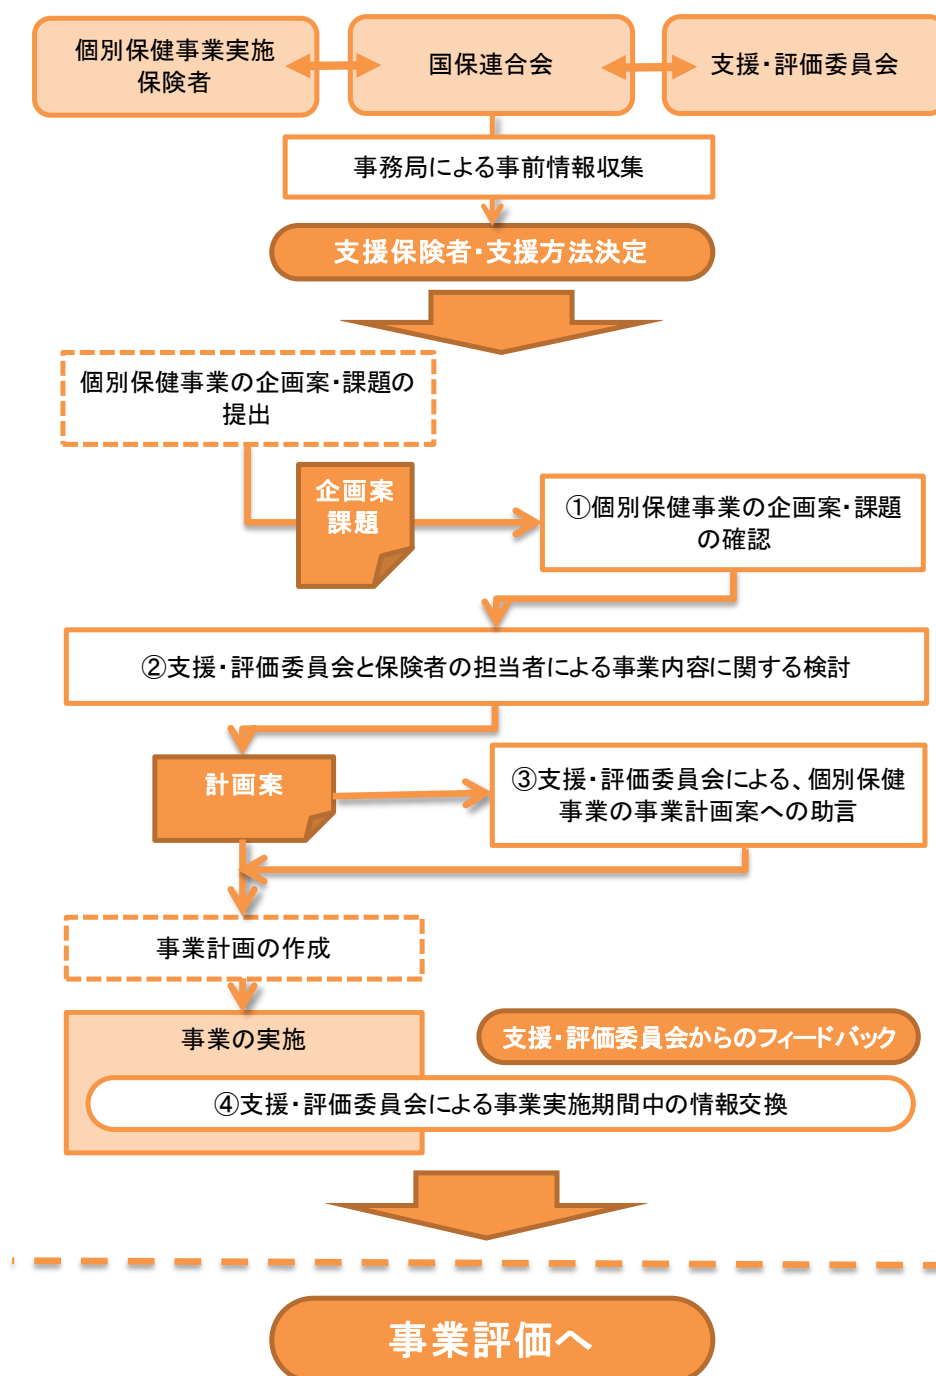 個別保健事業実施
保険者
国保連合会
支援・評価委員会
事務局による事前情報収集
支援保険者・支援方法決定
個別保健事業の企画案・課題の
提出
企画案
課題
①個別保健事業の企画案・課題
の確認
②支援・評価委員会と保険者の担当者による事業内容に関する検討
計画案
③支援・評価委員会による、個別保健
事業の事業計画案への助言
事業計画の作成
事業の実施
支援・評価委員会からのフィードバック
④支援・評価委員会による事業実施期間中の情報交換
事業評価へ